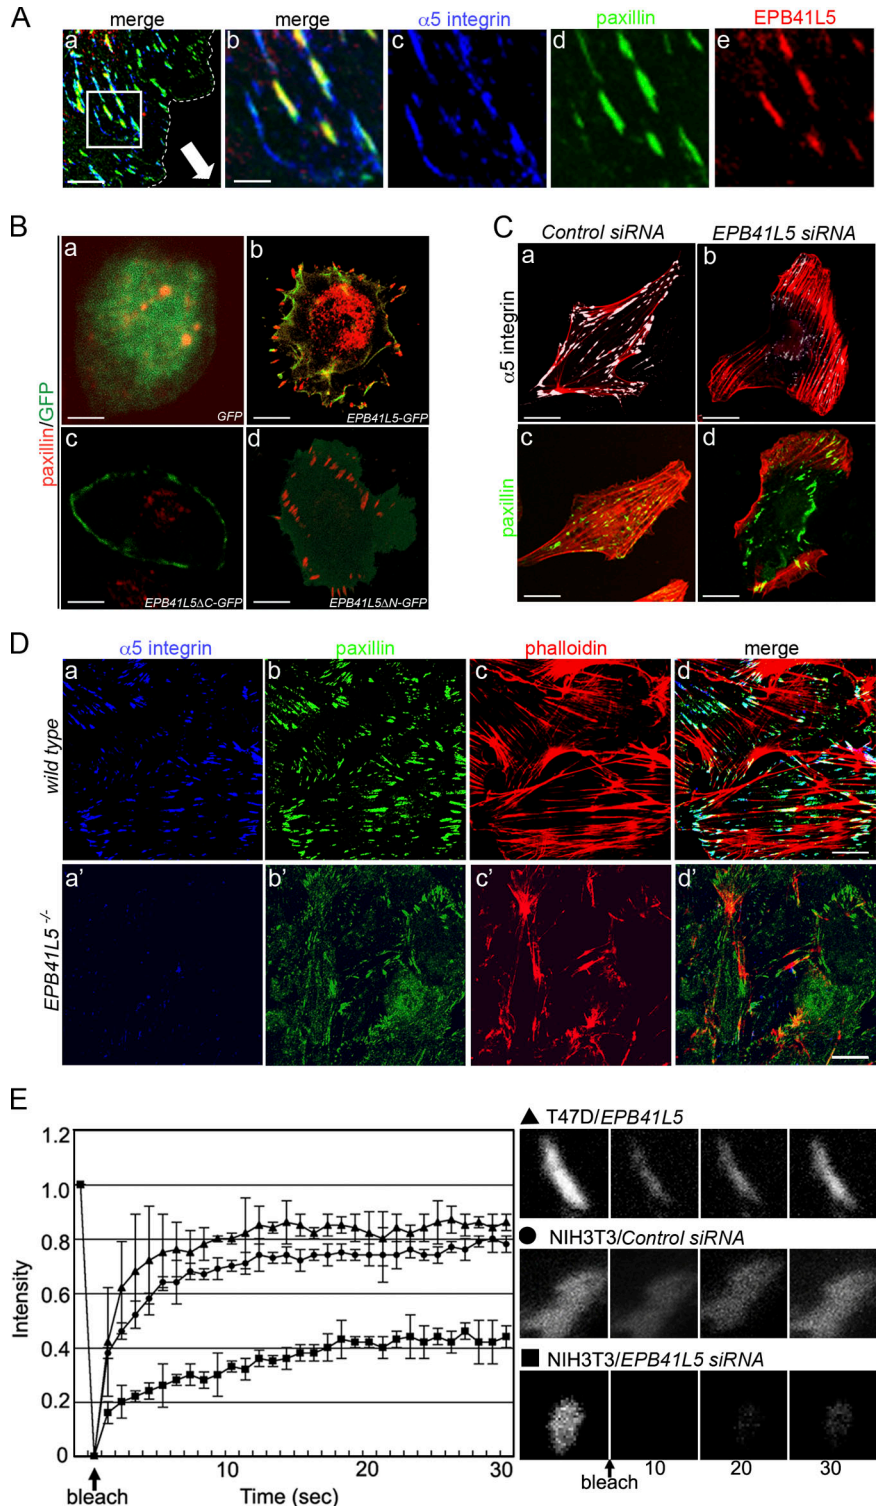 A
merge
merge
α5 integrin
paxillin
EPB41L5
a
b
c
d
e
B
paxillin/GFP
a
b
GFP
EPB41L5-GFP
c
d
EPB41L5ΔC-GFP
EPB41L5ΔN-GFP
C
Control siRNA
EPB41L5 siRNA
α5 integrin
a
b
paxillin
c
d
D
α5 integrin
paxillin
phalloidin
merge
wild type
a
b
c
d
EPB41L5 -/-
a'
b'
c'
d'
E
1.2
1.0
0.8
0.6
0.4
0.2
0
Intensity
10
20
30
bleach
Time (sec)
T47D/EPB41L5
NIH3T3/Control siRNA
NIH3T3/EPB41L5 siRNA
10
20
30
bleach